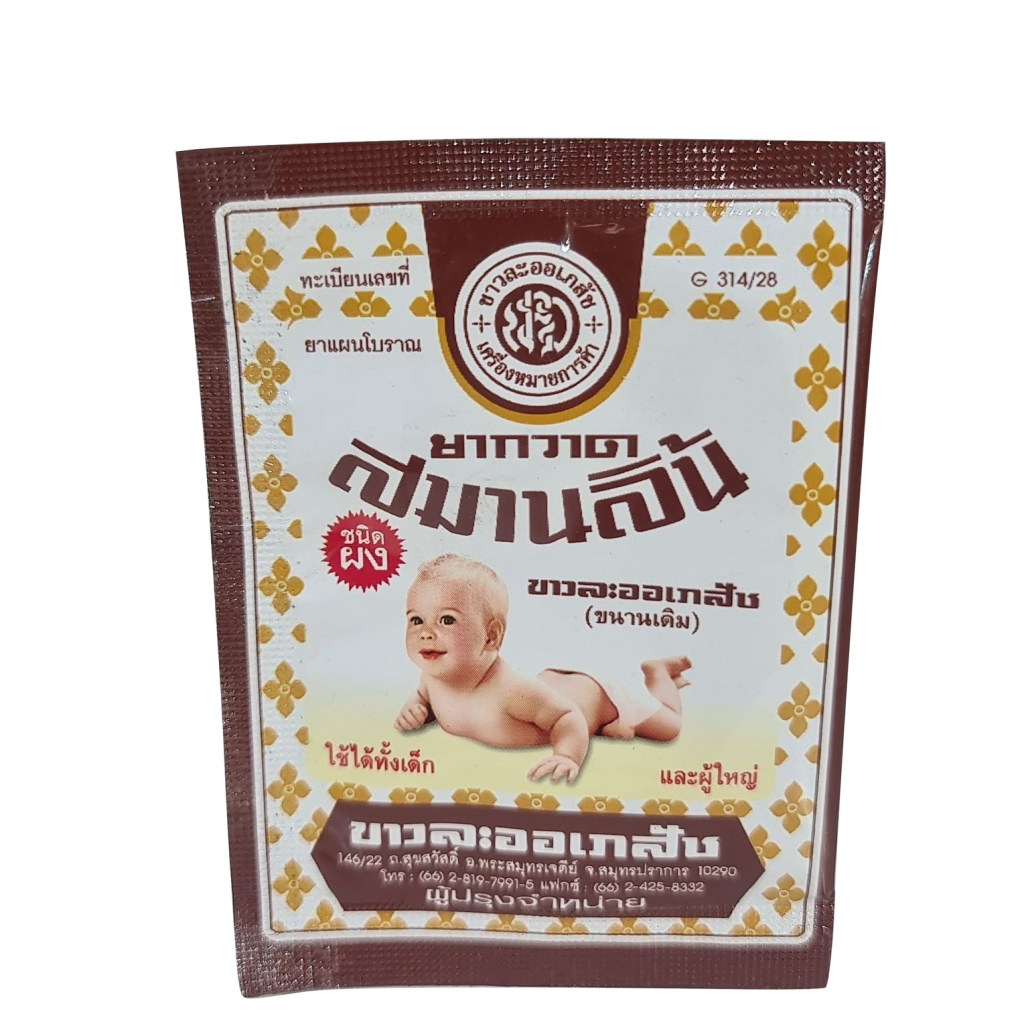 ทะเบียนเลขที่
G 314/28
ขาวละออเภสัช
เครื่องหมายการค้า
ยาแผนโบราณ
ยากวาด
สมานลิ้น
ชนิด
ผง
ขาวละออเภสัช
(ขนานเดิม)
ใช้ได้ทั้งเด็ก
และผู้ใหญ่
ขาวละออเภสัช
146/22 ถ.สุขสวัสดิ์ อ.พระสมุทรเจดีย์ จ.สมุทรปราการ 10290
โทร : (66) 2-819-7991-5 แฟกซ์ : (66) 2-425-8332
ผู้ปรุงจำหน่าย